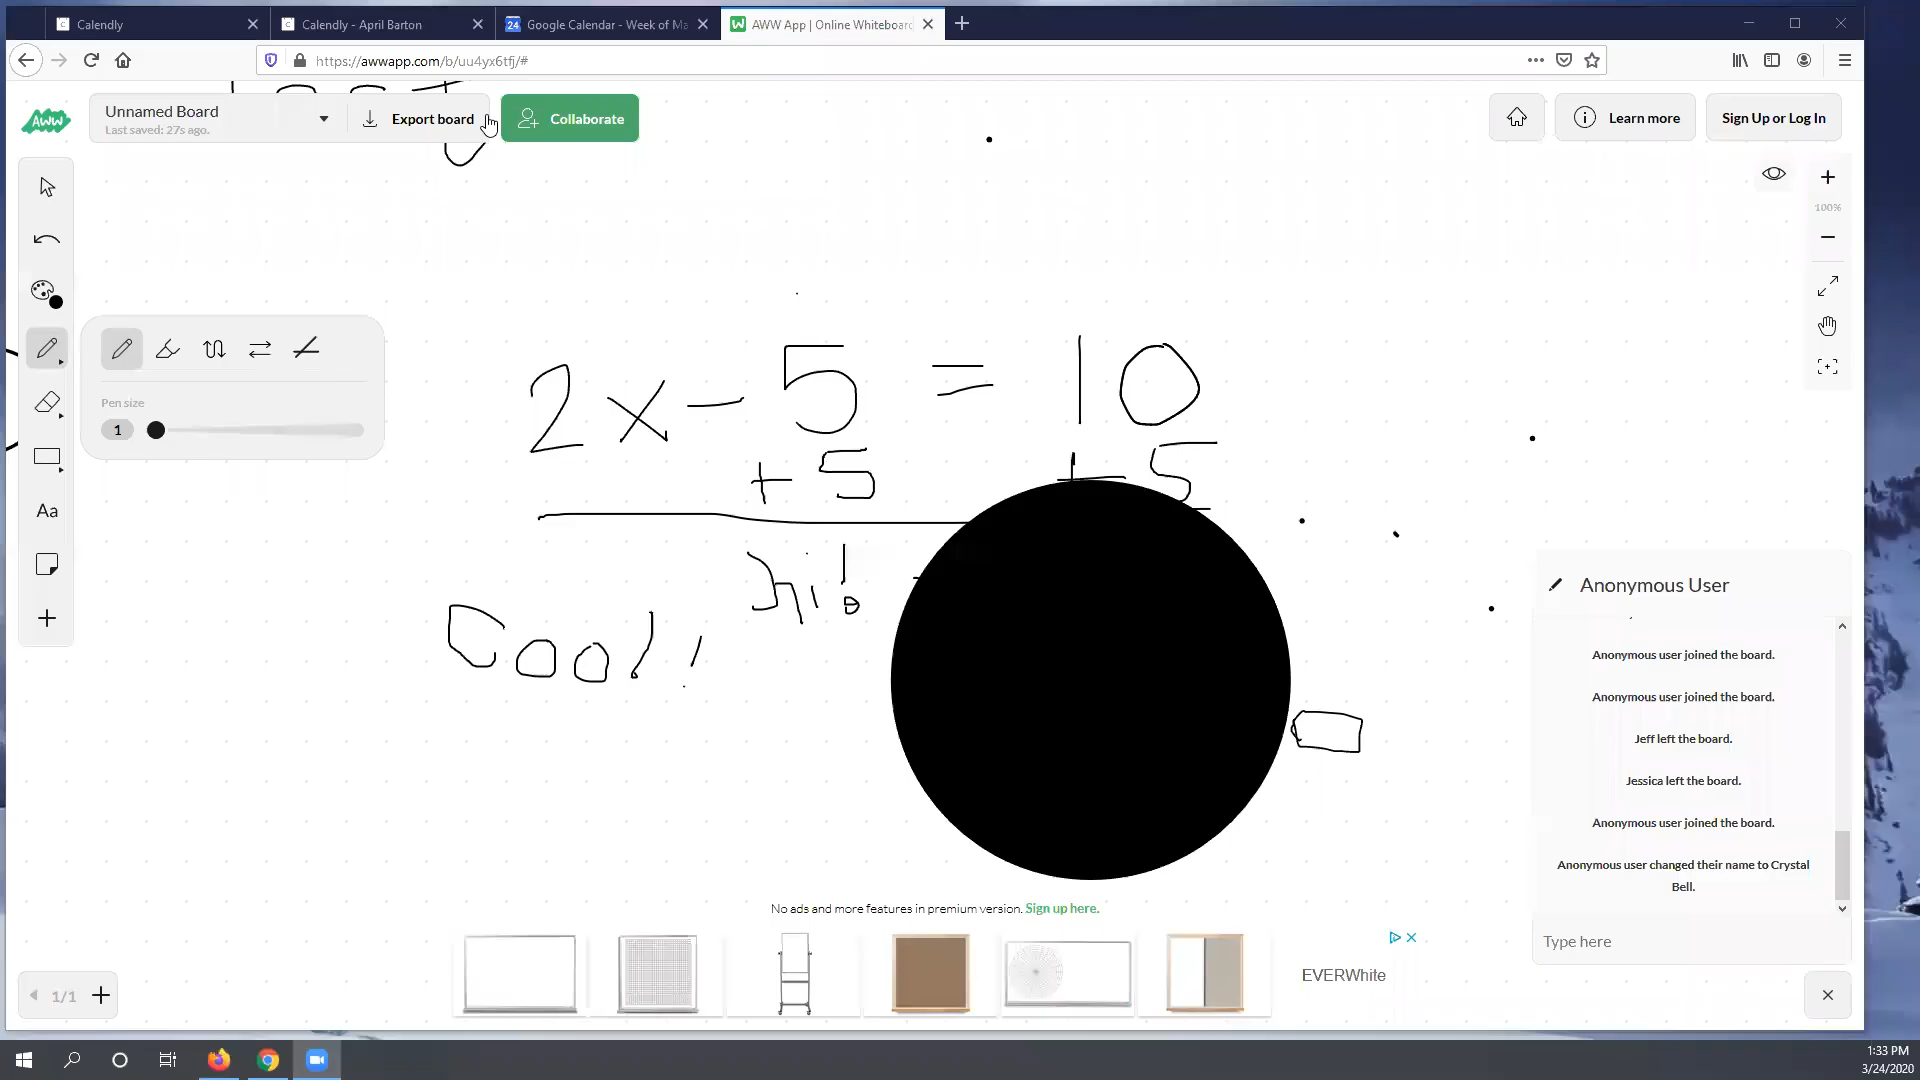 Calendly
Calendly - April Barton
Google Calendar - Week of Ma
AWW App | Online Whiteboard
https://awwapp.com/b/uu4yx6tfj/#
AWW
Unnamed Board
Last saved: 27s ago.
Export board
Collaborate
Learn more
Sign Up or Log In
100%
Pen size
1
Aa
2x - 5 = 10
+ 5 + 5
hi!
Cool!
Anonymous User
Anonymous user joined the board.
Anonymous user joined the board.
Jeff left the board.
Jessica left the board.
Anonymous user joined the board.
Anonymous user changed their name to Crystal
Bell.
Type here
No ads and more features in premium version. Sign up here.
EVERWhite
1/1
1:33 PM
3/24/2020